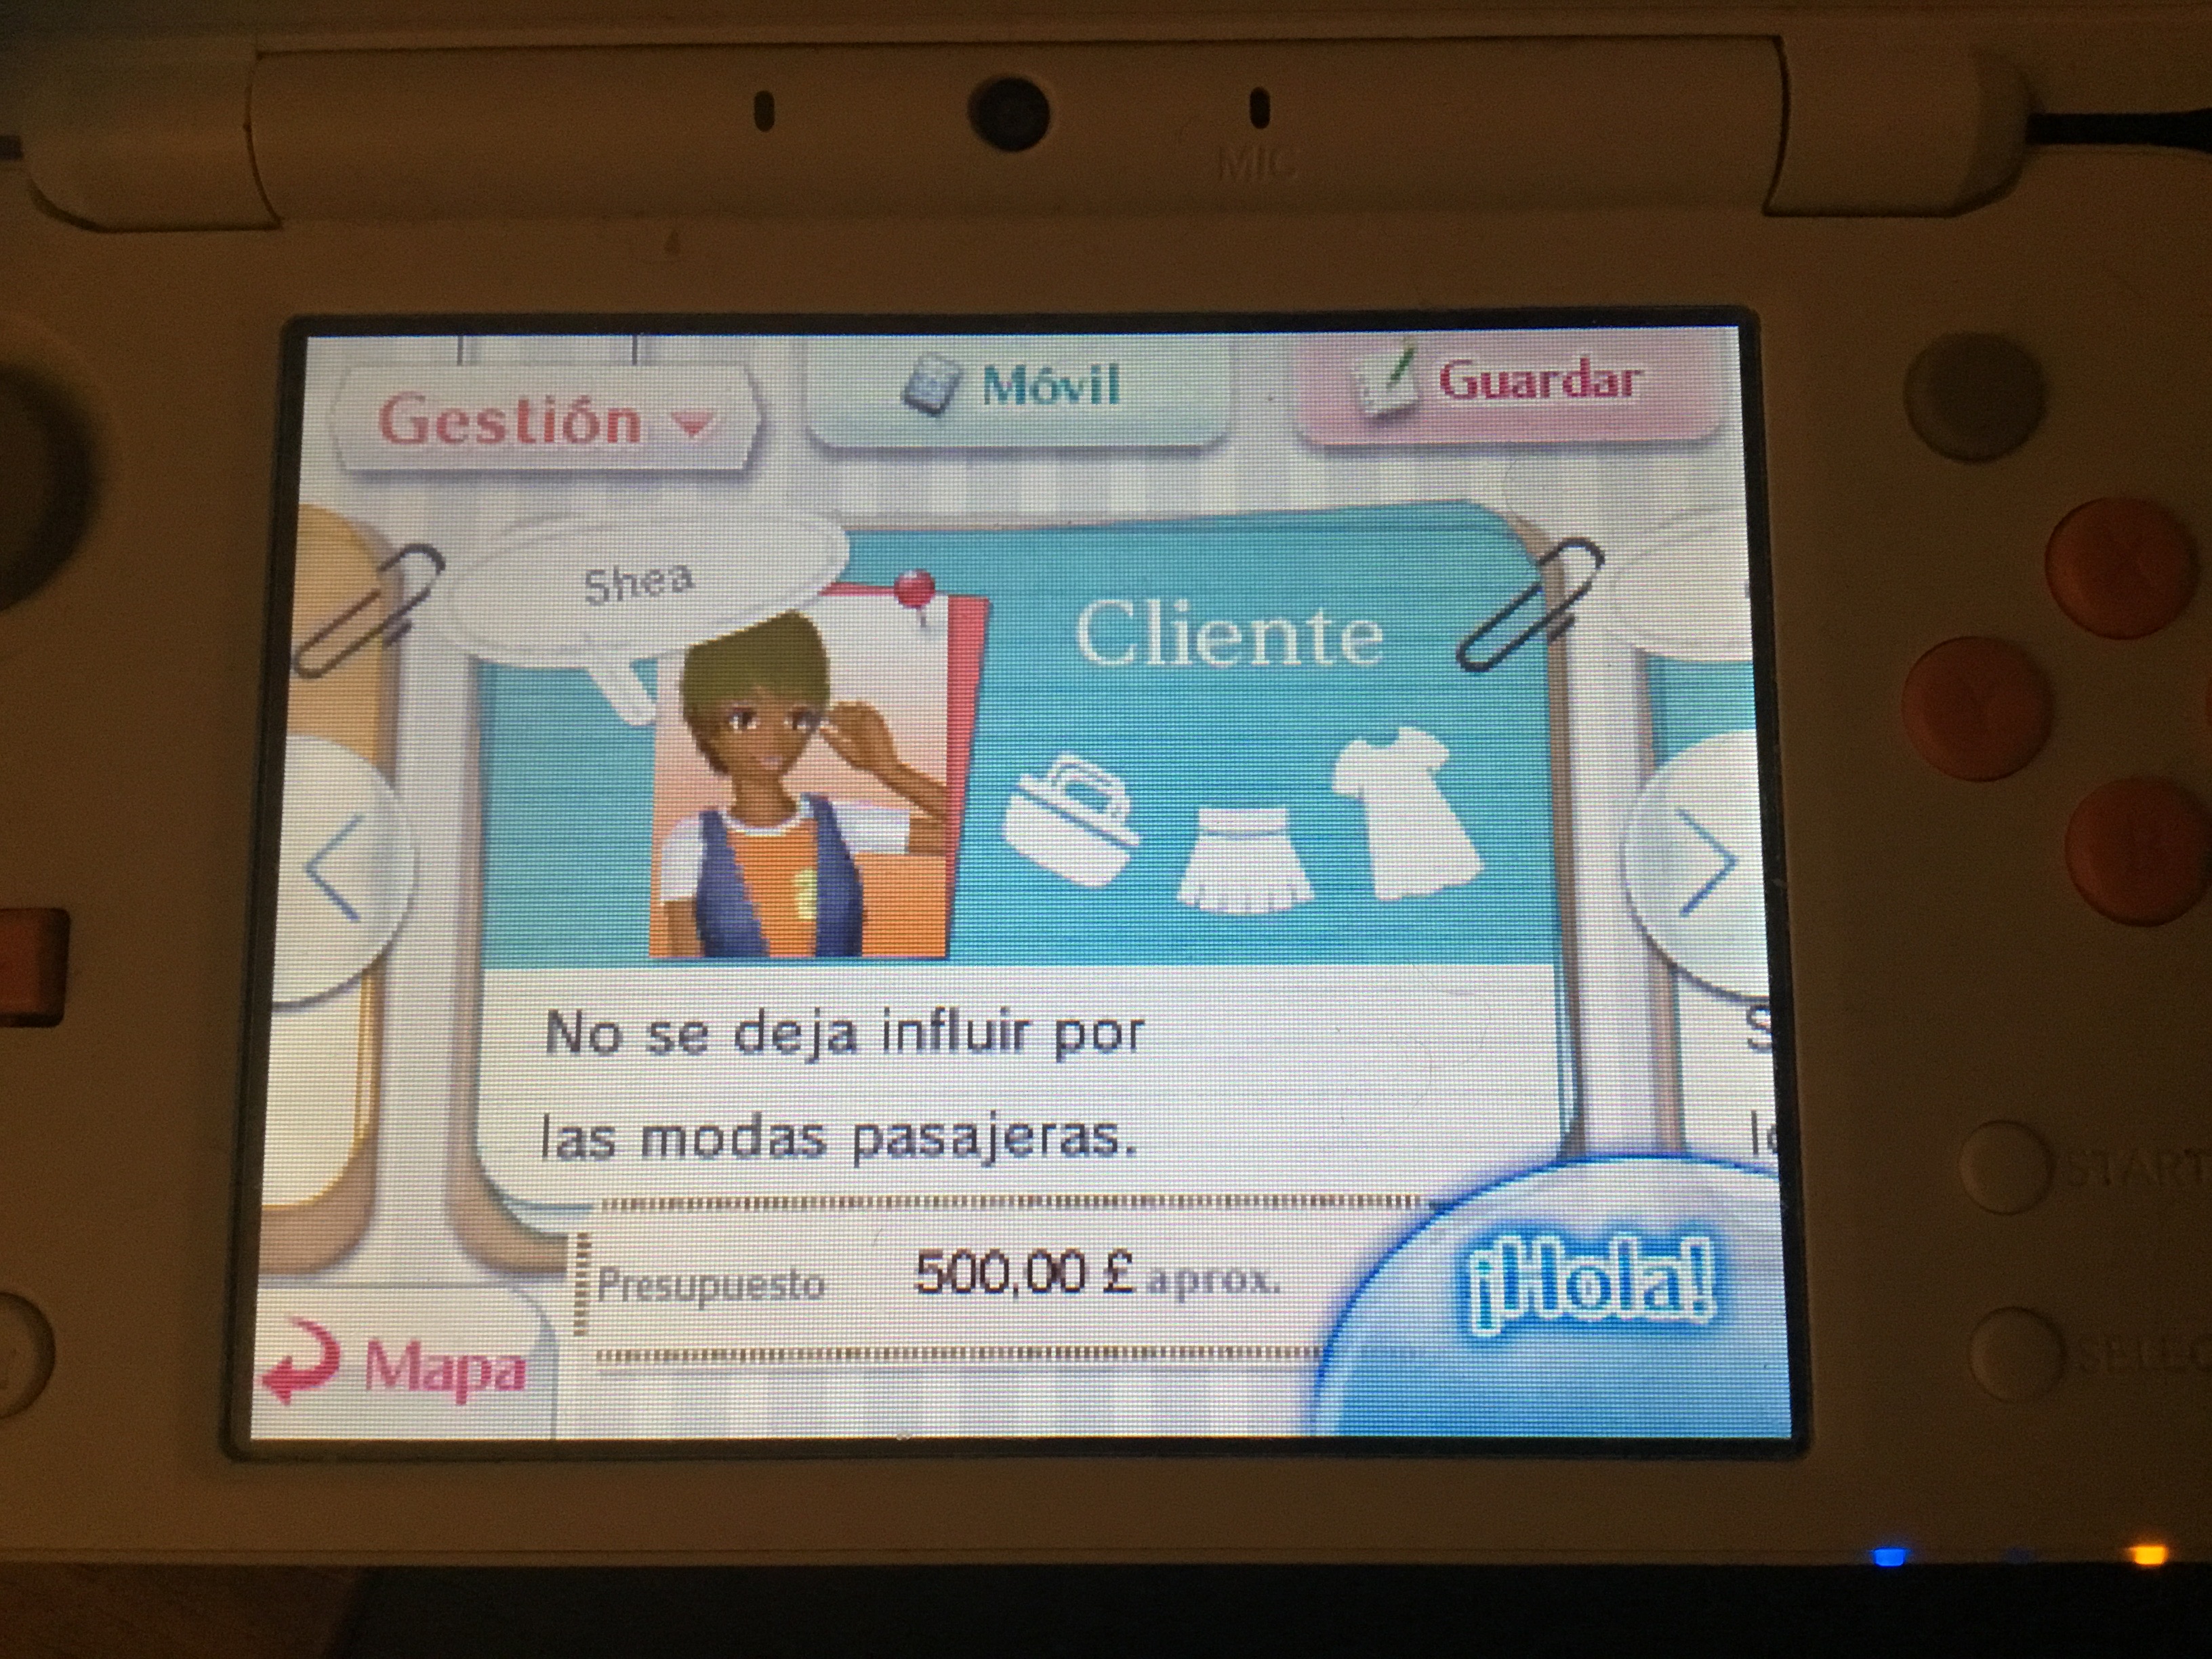 MIC
Gestión
Móvil
Guardar
Shea
Cliente
No se deja influir por
las modas pasajeras.
Presupuesto 500,00 £ aprox.
¡Hola!
Mapa
START